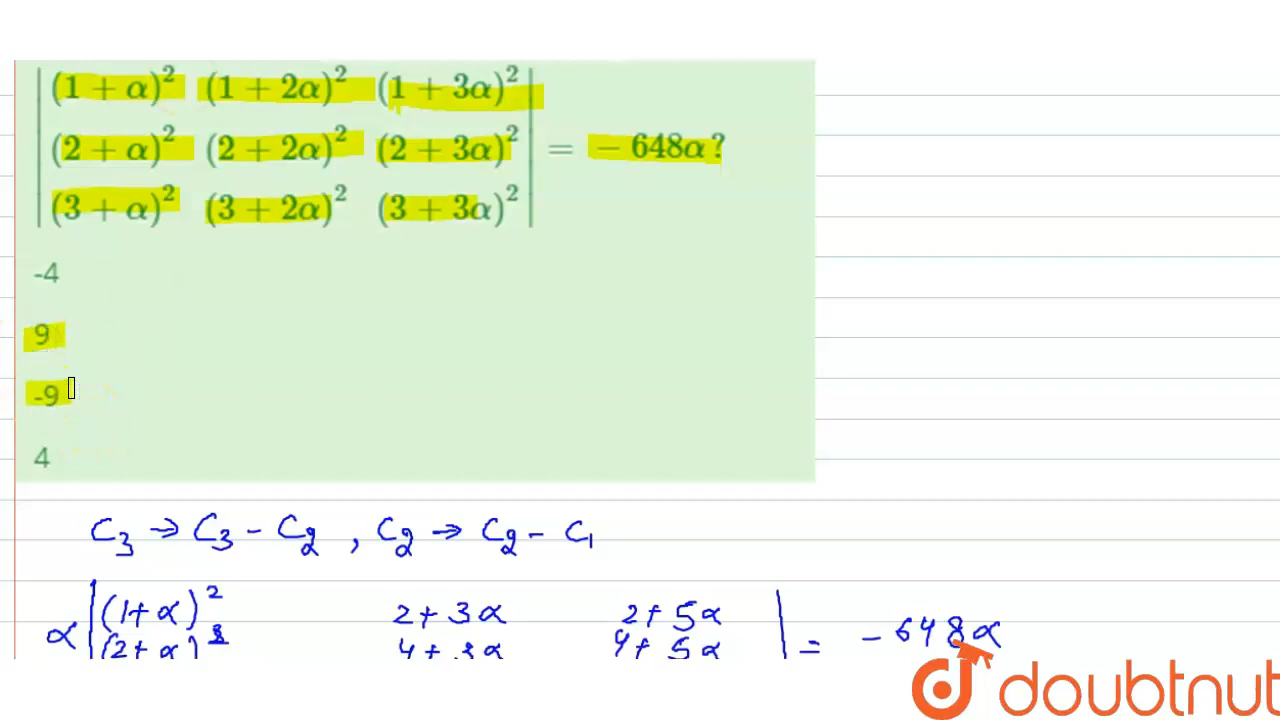 (1 + α)² (1 + 2α)² (1 + 3α)²
(2 + α)² (2 + 2α)² (2 + 3α)² = − 648α?
(3 + α)² (3 + 2α)² (3 + 3α)²
-4
9
-9
4
C₃ → C₃ − C₂ , C₂ → C₂ − C₁
α |(1+α)² 2+3α 2+5α | = −648α
(2+α)² 4+3α 4+5α
doubtnut